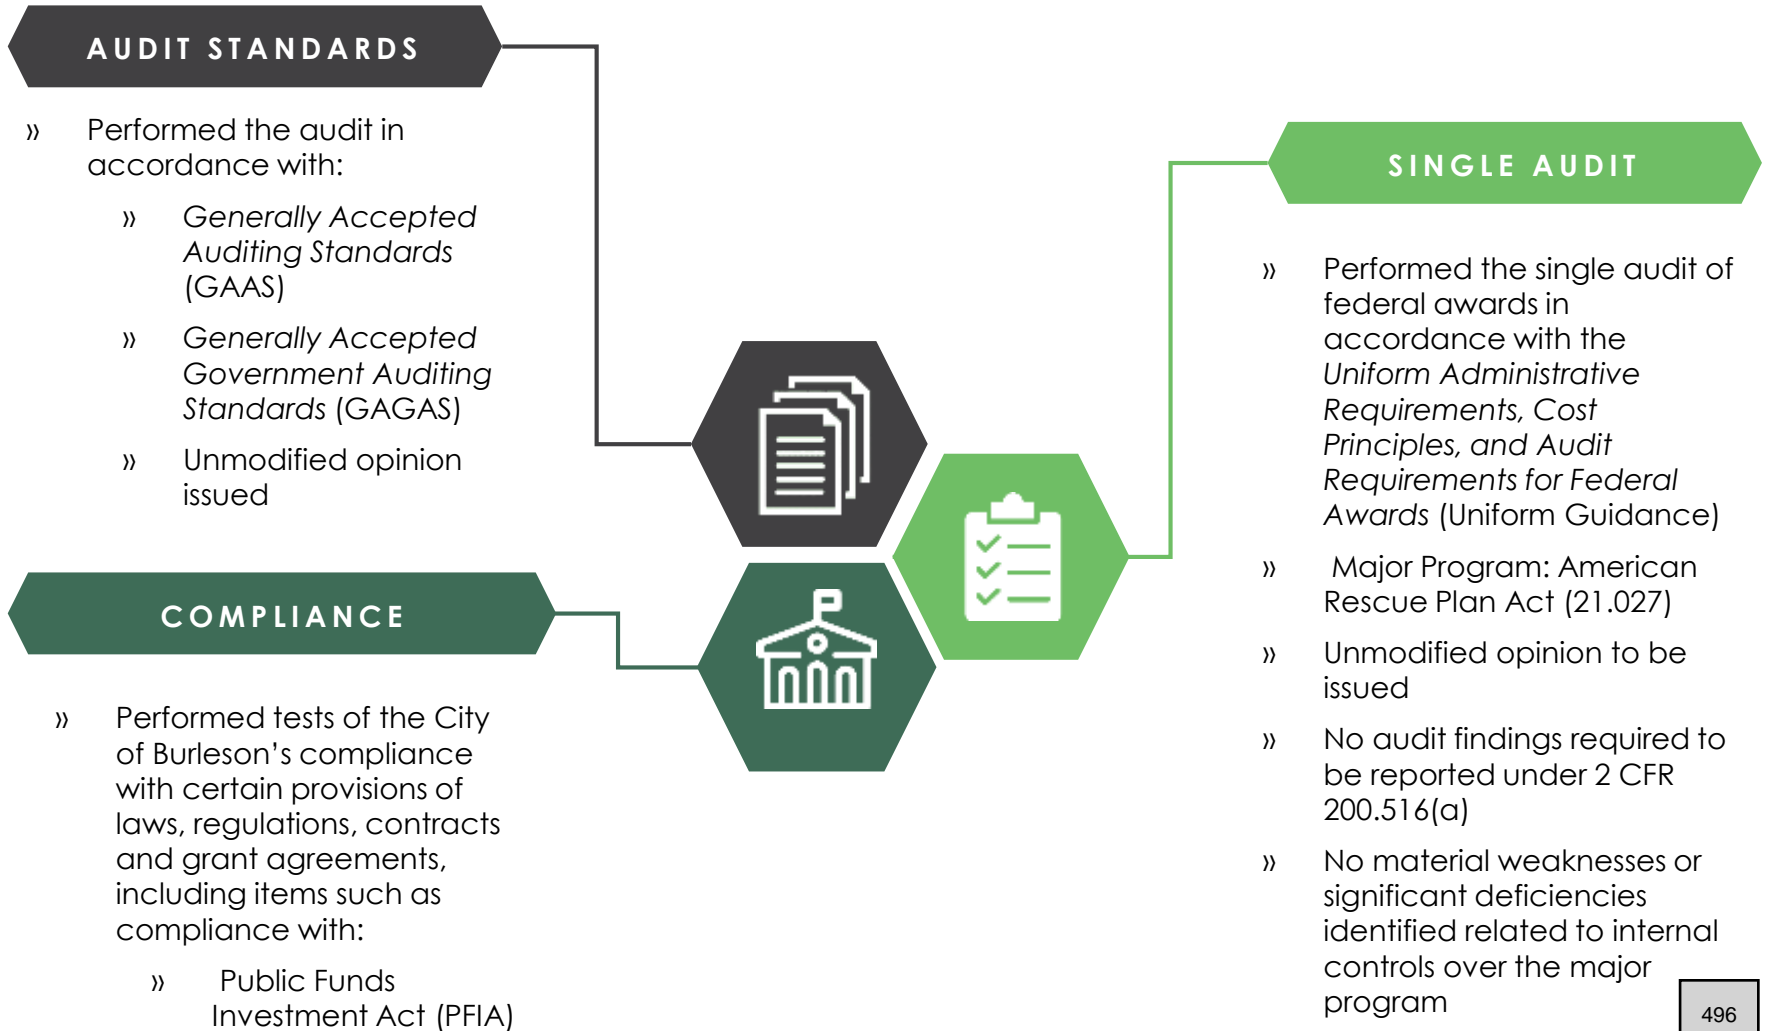 AUDIT STANDARDS
» Performed the audit in
accordance with:
» Generally Accepted
Auditing Standards
(GAAS)
» Generally Accepted
Government Auditing
Standards (GAGAS)
» Unmodified opinion
issued
COMPLIANCE
» Performed tests of the City
of Burleson’s compliance
with certain provisions of
laws, regulations, contracts
and grant agreements,
including items such as
compliance with:
» Public Funds
Investment Act (PFIA)
SINGLE AUDIT
» Performed the single audit of
federal awards in
accordance with the
Uniform Administrative
Requirements, Cost
Principles, and Audit
Requirements for Federal
Awards (Uniform Guidance)
» Major Program: American
Rescue Plan Act (21.027)
» Unmodified opinion to be
issued
» No audit findings required to
be reported under 2 CFR
200.516(a)
» No material weaknesses or
significant deficiencies
identified related to internal
controls over the major
program
496